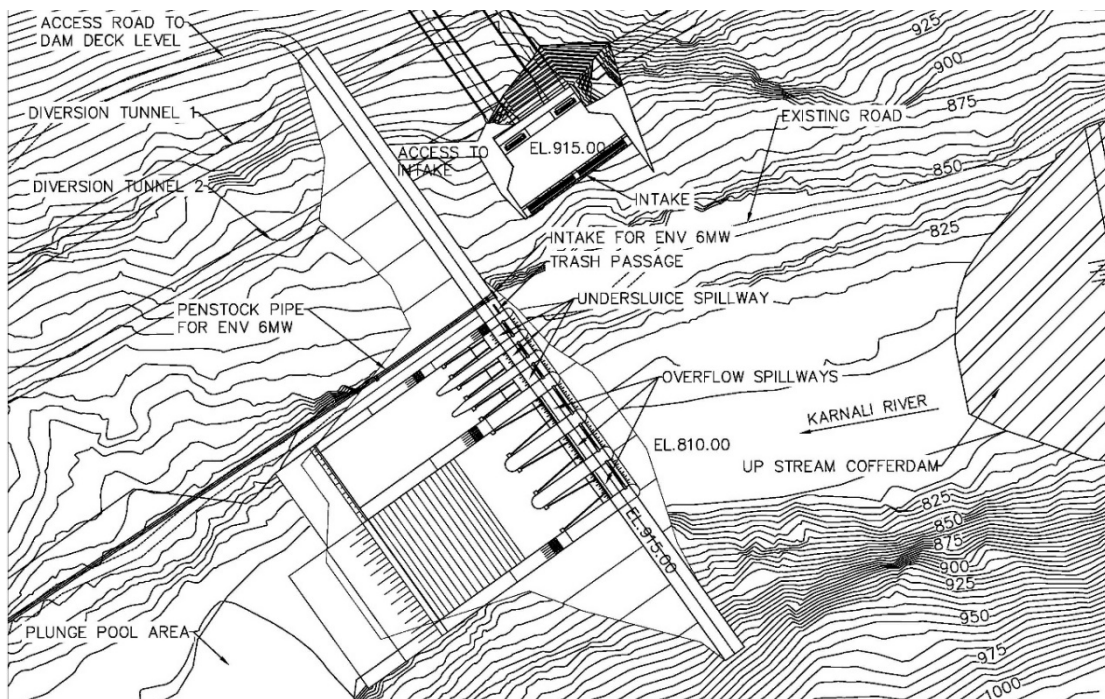 ACCESS ROAD TO
DAM DECK LEVEL
925
900
875
DIVERSION TUNNEL 1
EXISTING ROAD
EL.915.00
ACCESS TO
INTAKE
850
DIVERSION TUNNEL 2
INTAKE
825
INTAKE FOR ENV 6MW
TRASH PASSAGE
UNDERSLUICE SPILLWAY
PENSTOCK PIPE
FOR ENV 6MW
OVERFLOW SPILLWAYS
KARNALI RIVER
EL.810.00
UP STREAM COFFERDAM
825
850
875
900
925
EL.915.00
950
975
1000
PLUNGE POOL AREA